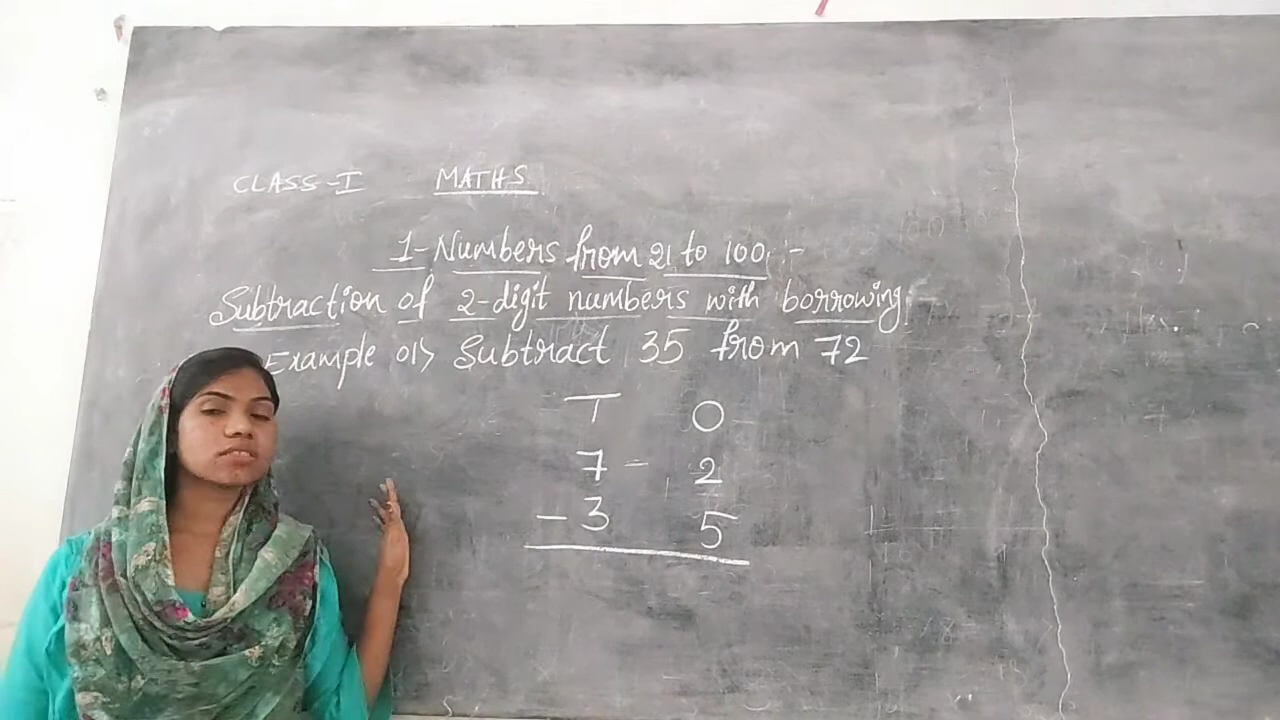 CLASS-I MATHS
1-Numbers from 21 to 100:-
Subtraction of 2-digit numbers with borrowing:-
Example 01> Subtract 35 from 72
T O
7 - 2
- 3 5